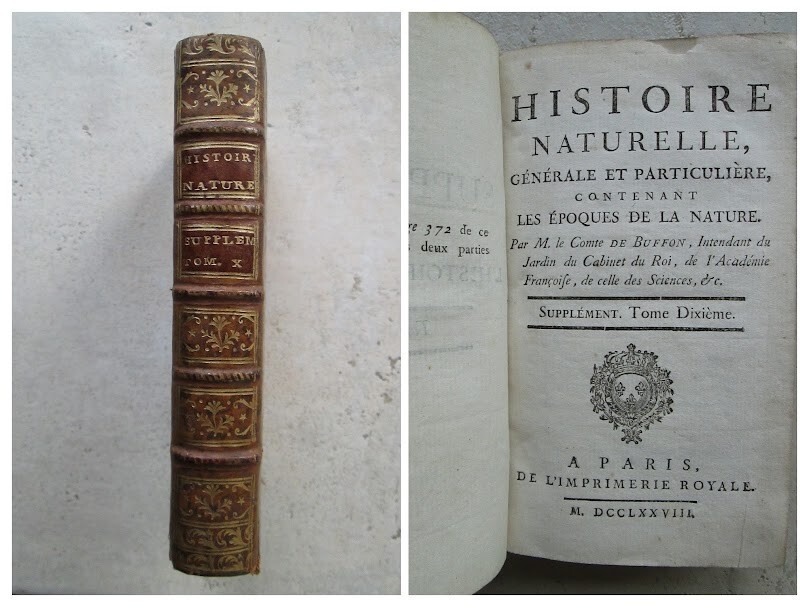 HISTOIR
NATURE
SUPPLEM
TOM. X
ge 372 de ce
s deux parties
HISTOIRE
NATURELLE,
GÉNÉRALE ET PARTICULIÈRE,
CONTENANT
LES ÉPOQUES DE LA NATURE.
Par M. le Comte DE BUFFON, Intendant du
Jardin du Cabinet du Roi, de l'Académie
Françoise, de celle des Sciences, &c.
SUPPLÉMENT. Tome Dixième.
A PARIS,
DE L'IMPRIMERIE ROYALE.
M. DCCLXXVIII.